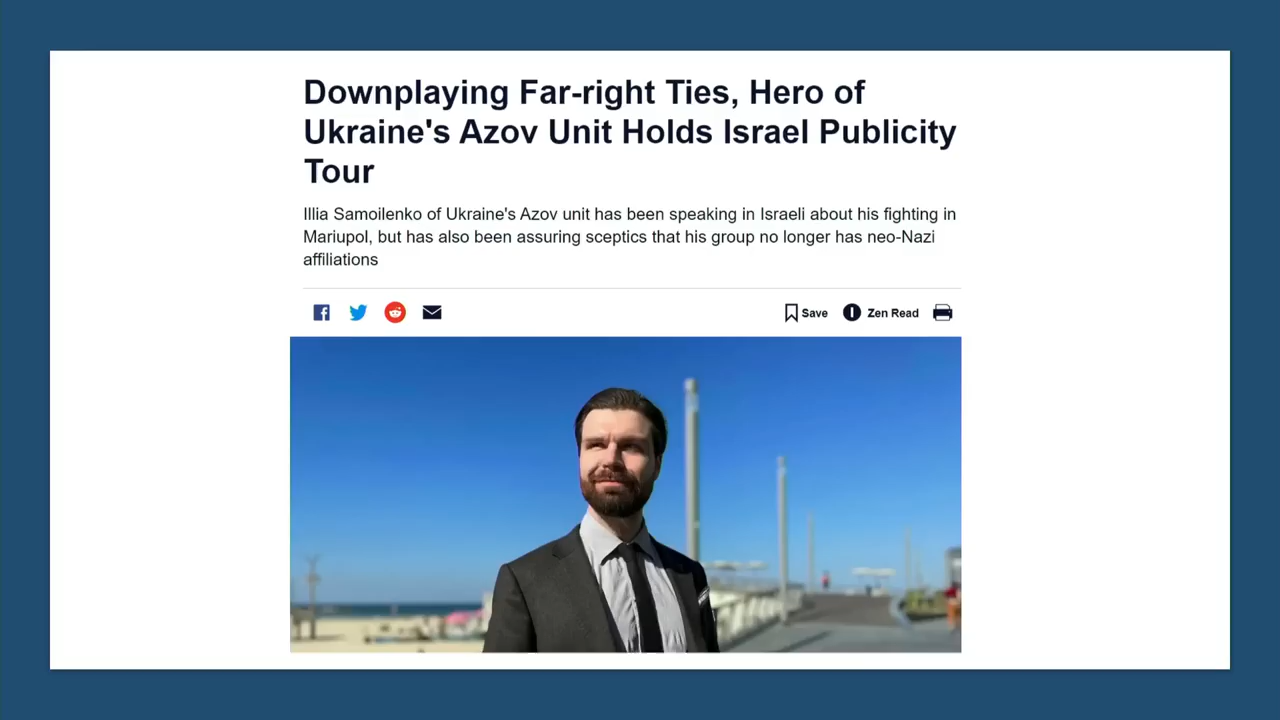 Downplaying Far-right Ties, Hero of
Ukraine's Azov Unit Holds Israel Publicity
Tour
Illia Samoilenko of Ukraine's Azov unit has been speaking in Israeli about his fighting in
Mariupol, but has also been assuring sceptics that his group no longer has neo-Nazi
affiliations
Save
Zen Read